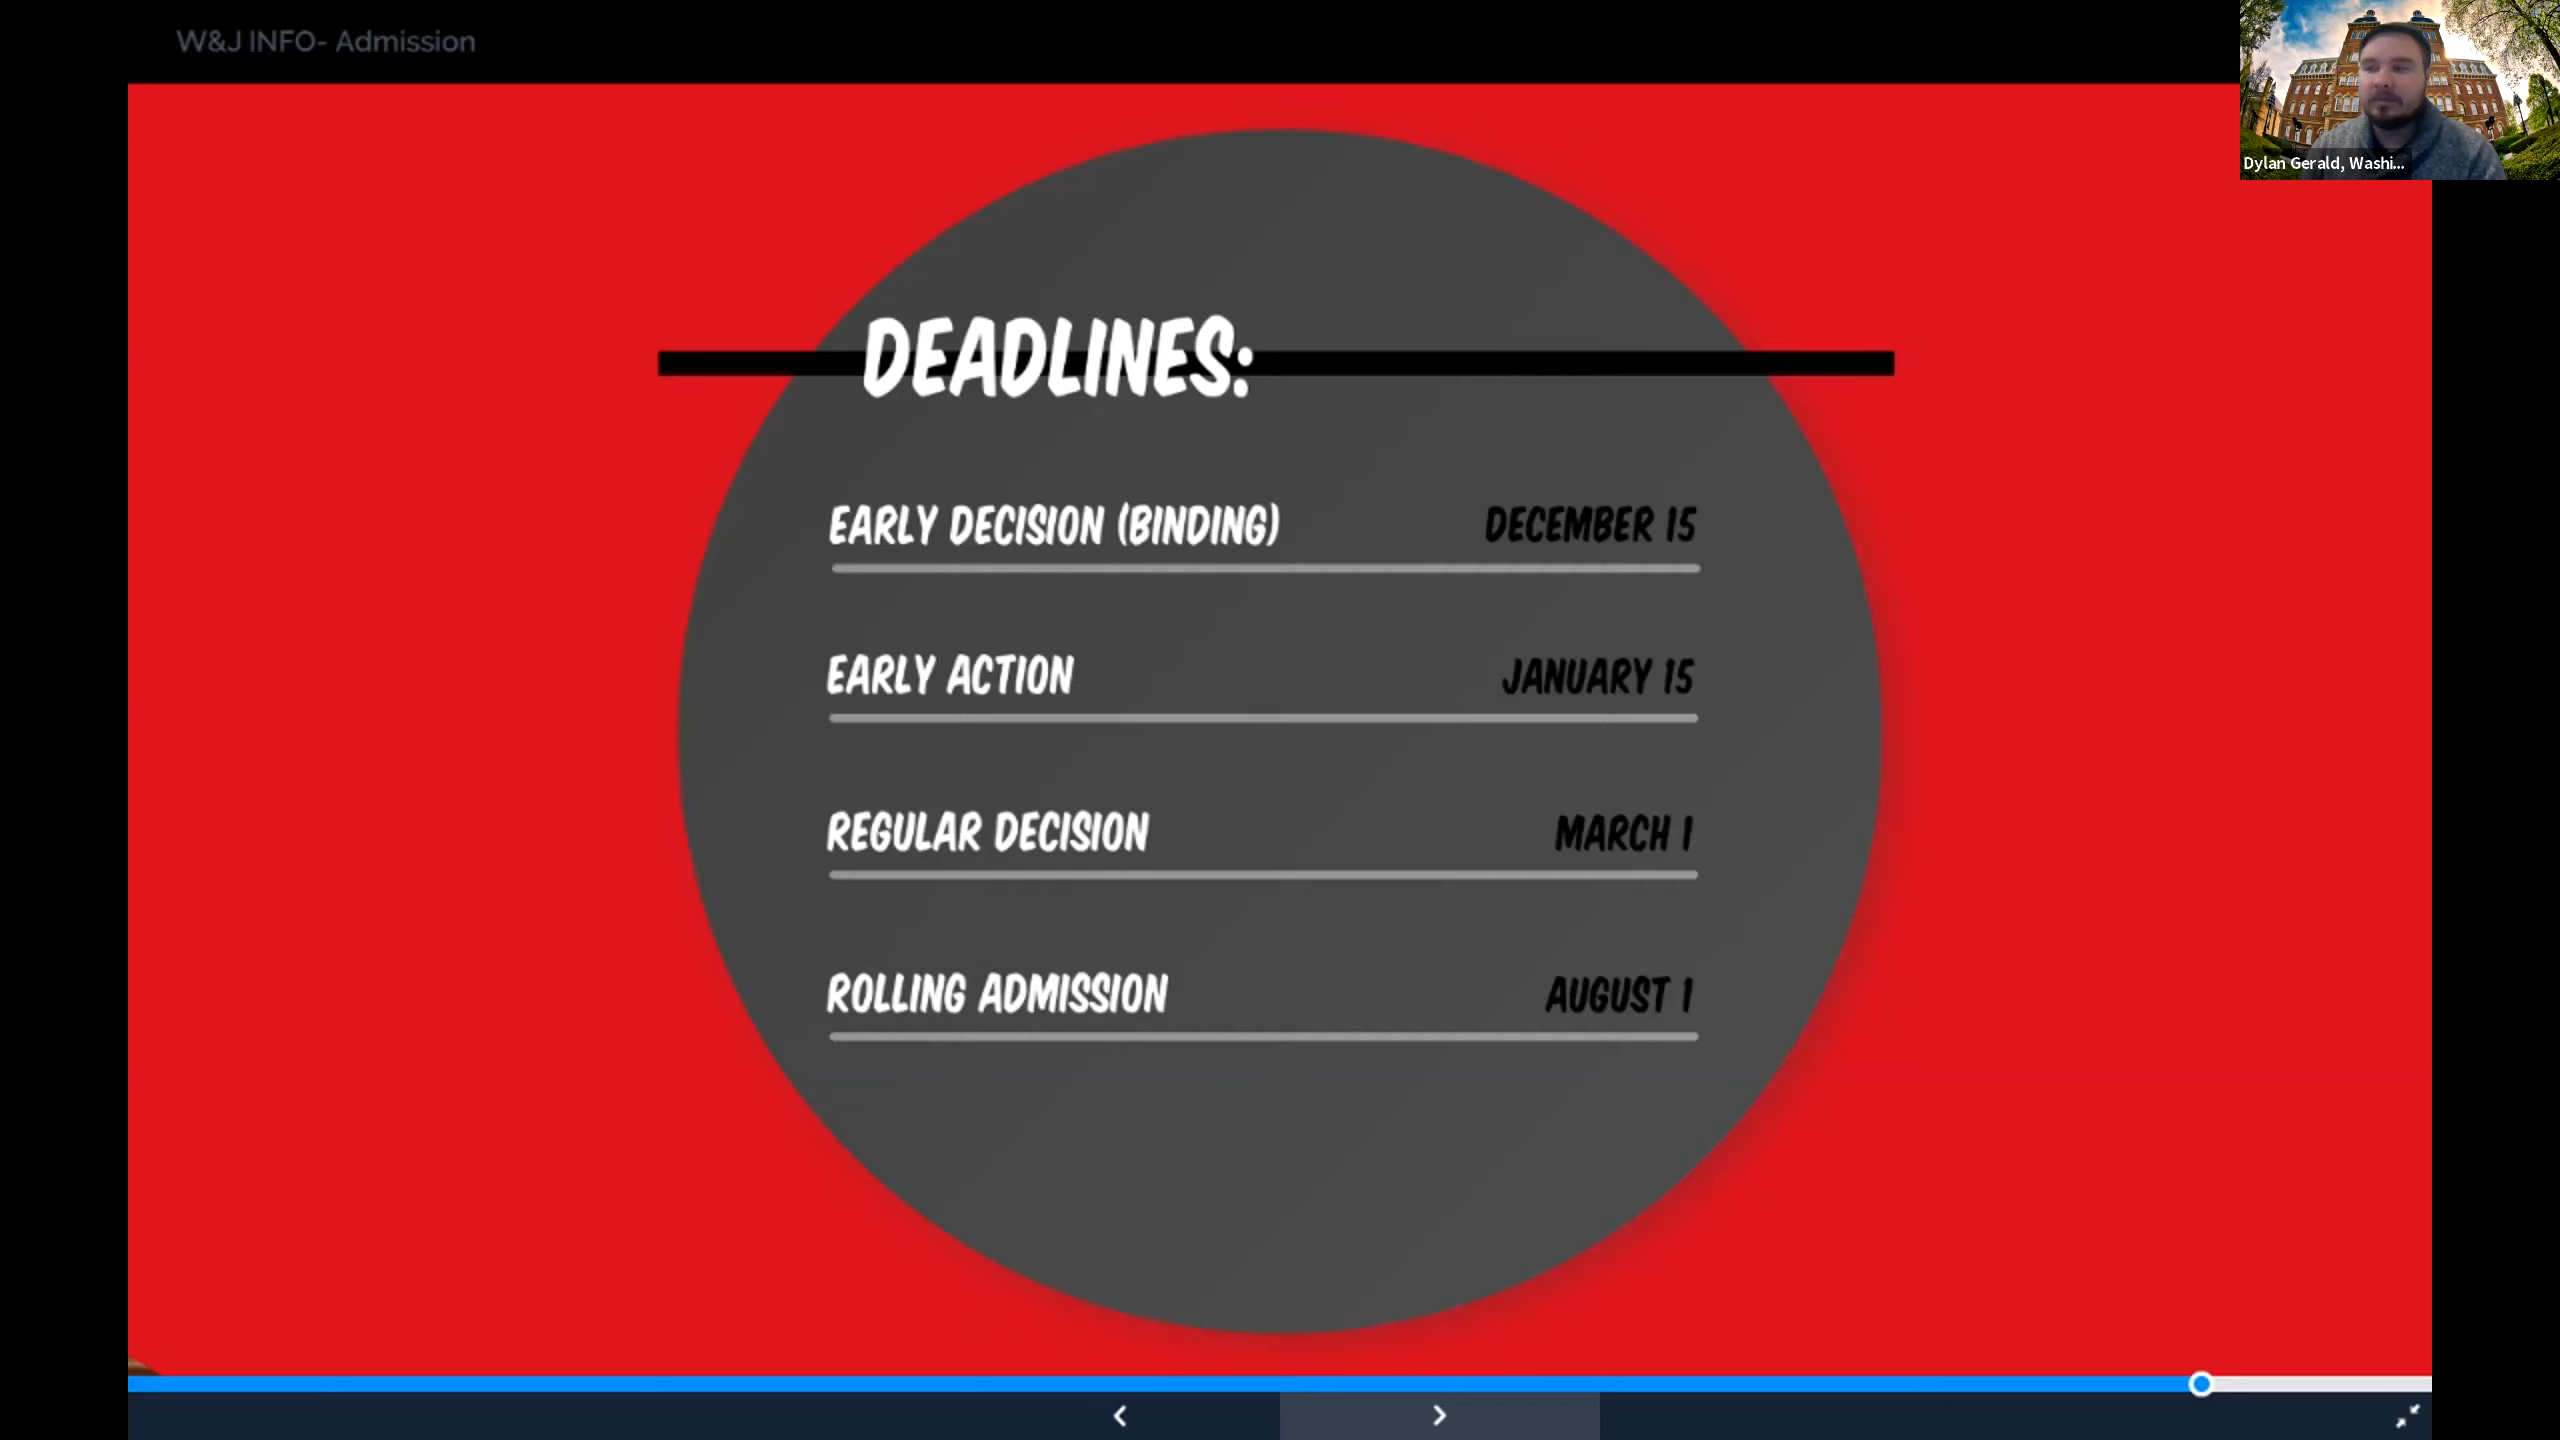 W&J INFO- Admission
Dylan Gerald, Washi...
DEADLINES:
EARLY DECISION (BINDING) DECEMBER 15
EARLY ACTION JANUARY 15
REGULAR DECISION MARCH 1
ROLLING ADMISSION AUGUST 1